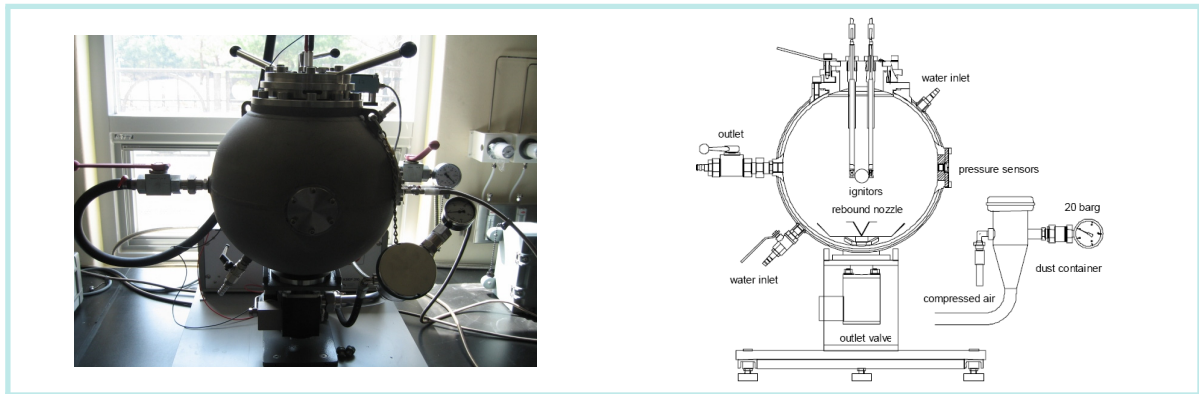 water inlet
outlet
pressure sensors
ignitors
rebound nozzle
20 barg
dust container
water inlet
compressed air
outlet valve